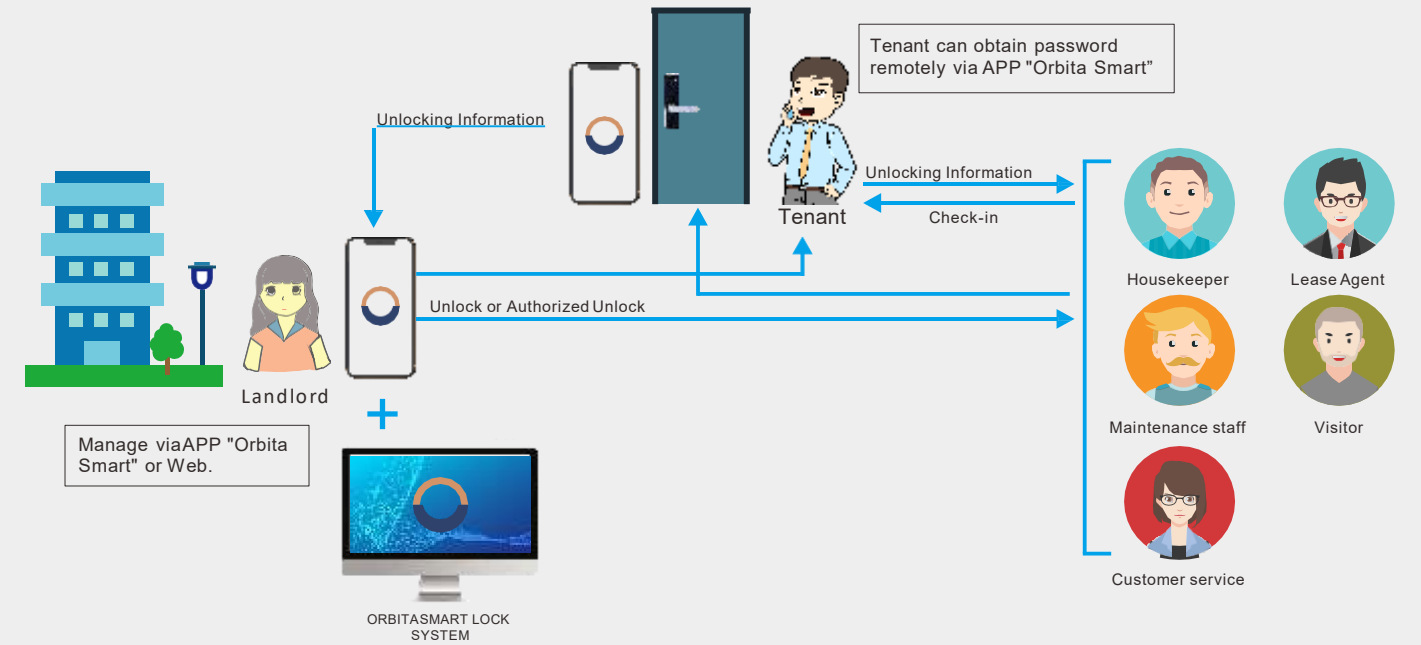 Tenant can obtain password
remotely via APP "Orbita Smart”
Unlocking Information
Unlocking Information
Tenant
Check-in
Housekeeper
Lease Agent
Unlock or Authorized Unlock
Landlord
Maintenance staff
Visitor
Manage viaAPP "Orbita
Smart" or Web.
Customer service
ORBITASMART LOCK
SYSTEM